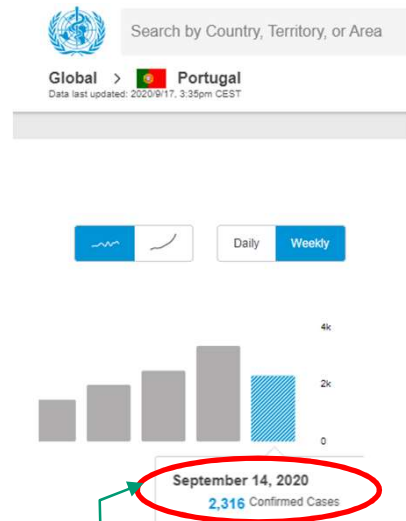 Search by Country, Territory, or Area
Global > Portugal
Data last updated: 2020/9/17, 3:35pm CEST
Daily Weekly
4k
2k
0
September 14, 2020
2,316 Confirmed Cases